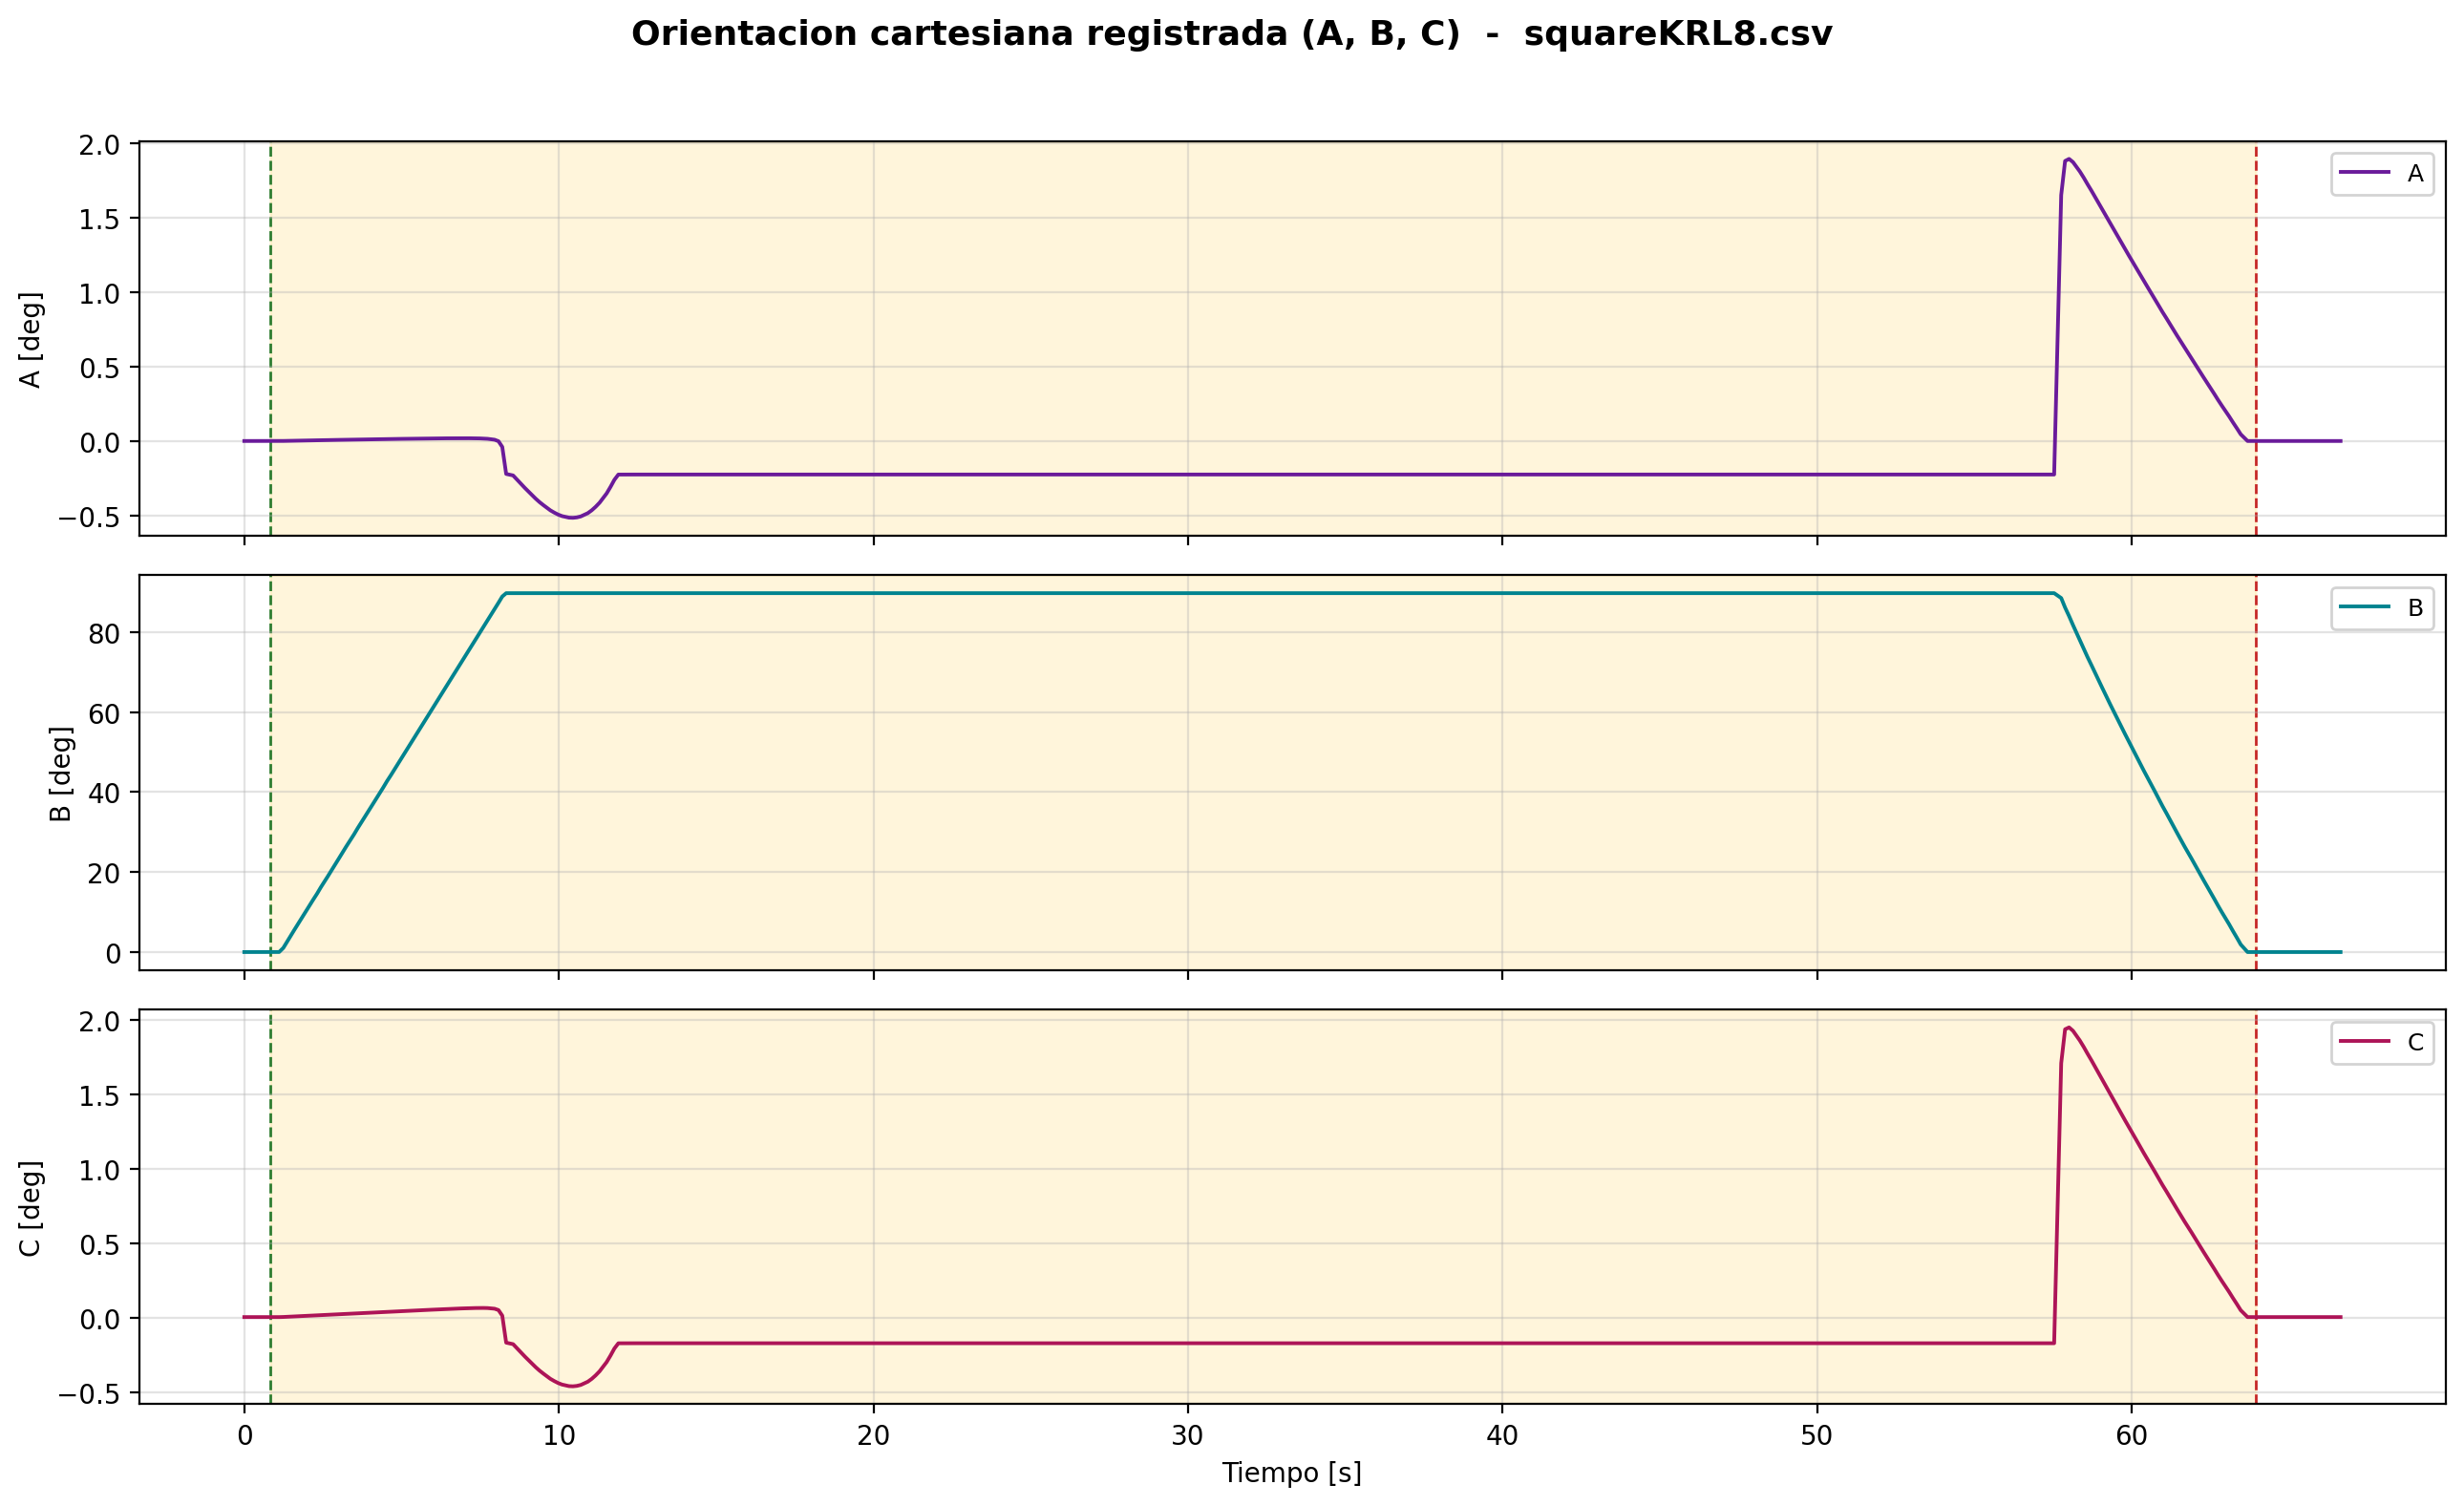 Orientacion cartesiana registrada (A, B, C)  -  squareKRL8.csv
2.0
1.5
1.0
0.5
0.0
−0.5
A [deg]
A
80
60
40
20
0
B [deg]
B
2.0
1.5
1.0
0.5
0.0
−0.5
C [deg]
C
0 10 20 30 40 50 60
Tiempo [s]